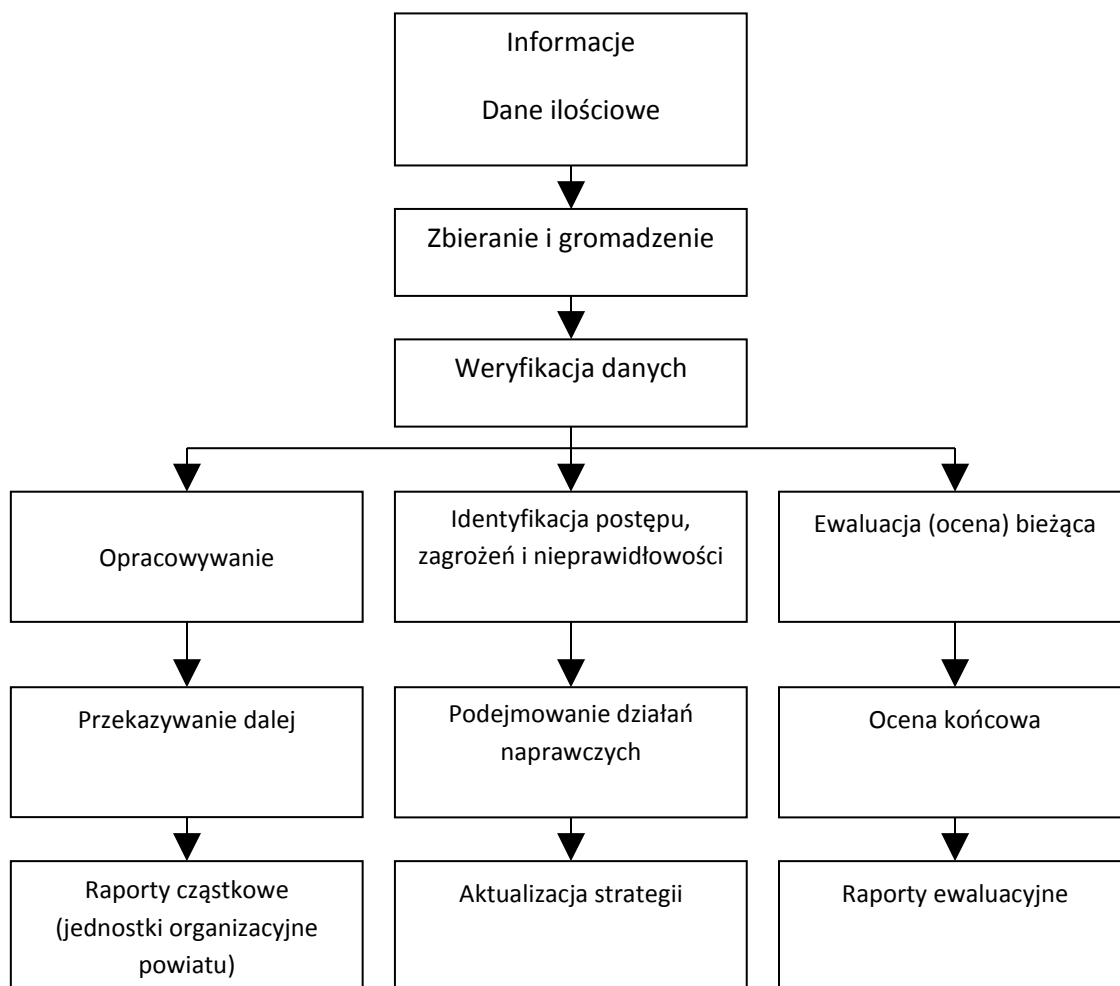 Informacje
Dane ilościowe
Zbieranie i gromadzenie
Weryfikacja danych
Opracowywanie
Identyfikacja postępu,
zagrożeń i nieprawidłowości
Ewaluacja (ocena) bieżąca
Przekazywanie dalej
Podejmowanie działań
naprawczych
Ocena końcowa
Raporty cząstkowe
(jednostki organizacyjne
powiatu)
Aktualizacja strategii
Raporty ewaluacyjne